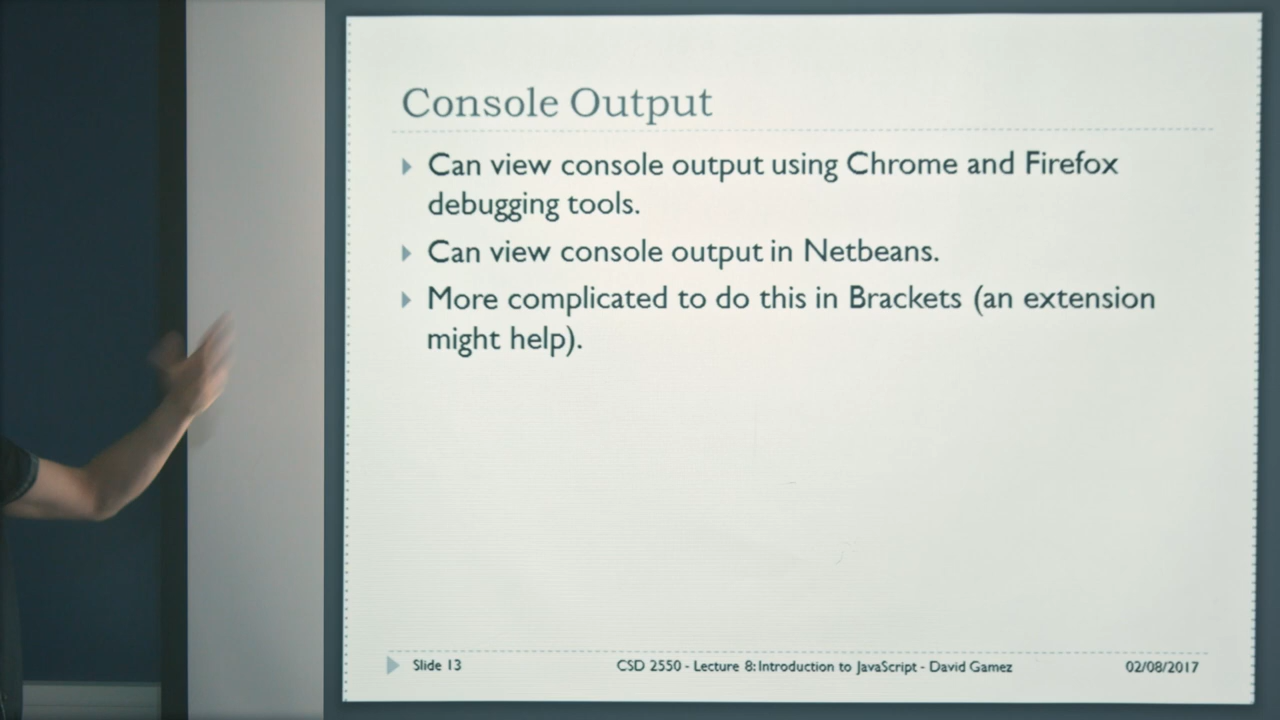 Console Output
Can view console output using Chrome and Firefox
debugging tools.
Can view console output in Netbeans.
More complicated to do this in Brackets (an extension
might help).
Slide 13
CSD 2550 - Lecture 8: Introduction to JavaScript - David Gamez
02/08/2017